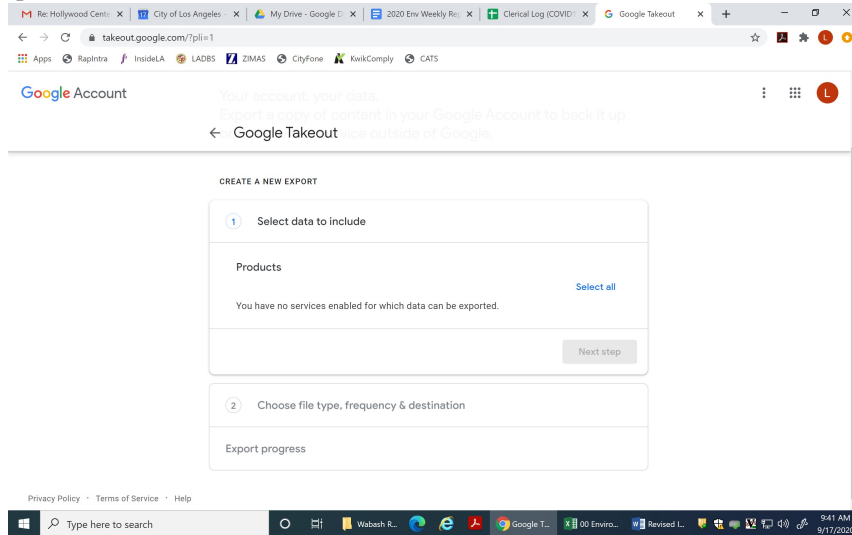 Re: Hollywood Cente
City of Los Angeles -
My Drive - Google D
2020 Env Weekly Rep
Clerical Log (COVID1
Google Takeout
takeout.google.com/?pli=1
Apps RapIntra InsideLA LADBS ZIMAS CityFone KwikComply CATS
Google Account
L
Your account, your data.
Export a copy of content in your Google Account to back it up
Google Takeout
service outside of Google.
CREATE A NEW EXPORT
1 Select data to include
Products
Select all
You have no services enabled for which data can be exported.
Next step
2 Choose file type, frequency & destination
Export progress
Privacy Policy · Terms of Service · Help
Type here to search
Wabash R...
Google T...
00 Enviro...
Revised I...
9:41 AM
9/17/2020